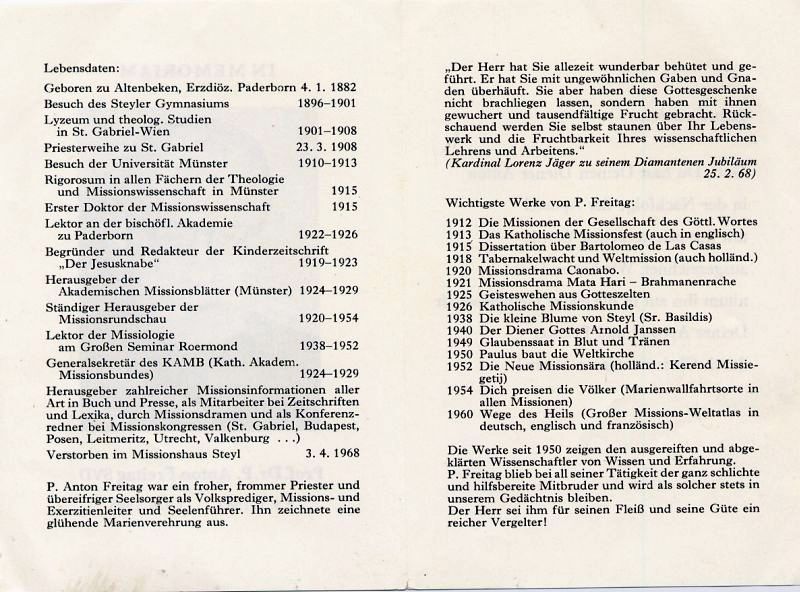 Lebensdaten:
Geboren zu Altenbeken, Erzdiöz. Paderborn 4. 1. 1882
Besuch des Steyler Gymnasiums 1896–1901
Lyzeum und theolog. Studien
in St. Gabriel-Wien 1901–1908
Priesterweihe zu St. Gabriel 23. 3. 1908
Besuch der Universität Münster 1910–1913
Rigorosum in allen Fächern der Theologie
und Missionswissenschaft in Münster 1915
Erster Doktor der Missionswissenschaft 1915
Lektor an der bischöfl. Akademie
zu Paderborn 1922–1926
Begründer und Redakteur der Kinderzeitschrift
„Der Jesusknabe“ 1919–1923
Herausgeber der
Akademischen Missionsblätter (Münster) 1924–1929
Ständiger Herausgeber der
Missionsrundschau 1920–1954
Lektor der Missiologie
am Großen Seminar Roermond 1938–1952
Generalsekretär des KAMB (Kath. Akadem.
Missionsbundes) 1924–1929
Herausgeber zahlreicher Missionsinformationen aller
Art in Buch und Presse, als Mitarbeiter bei Zeitschriften
und Lexika, durch Missionsdramen und als Konferenz-
redner bei Missionskongressen (St. Gabriel, Budapest,
Posen, Leitmeritz, Utrecht, Valkenburg . . .)
Verstorben im Missionshaus Steyl 3. 4. 1968
P. Anton Freitag war ein froher, frommer Priester und
übereifriger Seelsorger als Volksprediger, Missions- und
Exerzitienleiter und Seelenführer. Ihn zeichnete eine
glühende Marienverehrung aus.
„Der Herr hat Sie allezeit wunderbar behütet und ge-
führt. Er hat Sie mit ungewöhnlichen Gaben und Gna-
den überhäuft. Sie aber haben diese Gottesgeschenke
nicht brachliegen lassen, sondern haben mit ihnen
gewuchert und tausendfältige Frucht gebracht. Rück-
schauend werden Sie selbst staunen über Ihr Lebens-
werk und die Fruchtbarkeit Ihres wissenschaftlichen
Lehrens und Arbeitens.“
(Kardinal Lorenz Jäger zu seinem Diamantenen Jubiläum
25. 2. 68)
Wichtigste Werke von P. Freitag:
1912 Die Missionen der Gesellschaft des Göttl. Wortes
1913 Das Katholische Missionsfest (auch in englisch)
1915 Dissertation über Bartolomeo de Las Casas
1918 Tabernakelwacht und Weltmission (auch holländ.)
1920 Missionsdrama Caonabo.
1921 Missionsdrama Mata Hari – Brahmanenrache
1925 Geisteswehen aus Gotteszelten
1926 Katholische Missionskunde
1938 Die kleine Blume von Steyl (Sr. Basildis)
1940 Der Diener Gottes Arnold Janssen
1949 Glaubenssaat in Blut und Tränen
1950 Paulus baut die Weltkirche
1952 Die Neue Missionsära (holländ.: Kerend Missie-
getij)
1954 Dich preisen die Völker (Marienwallfahrtsorte in
allen Missionen)
1960 Wege des Heils (Großer Missions-Weltatlas in
deutsch, englisch und französisch)
Die Werke seit 1950 zeigen den ausgereiften und abge-
klärten Wissenschaftler von Wissen und Erfahrung.
P. Freitag blieb bei all seiner Tätigkeit der ganz schlichte
und hilfsbereite Mitbruder und wird als solcher stets in
unserem Gedächtnis bleiben.
Der Herr sei ihm für seinen Fleiß und seine Güte ein
reicher Vergelter!